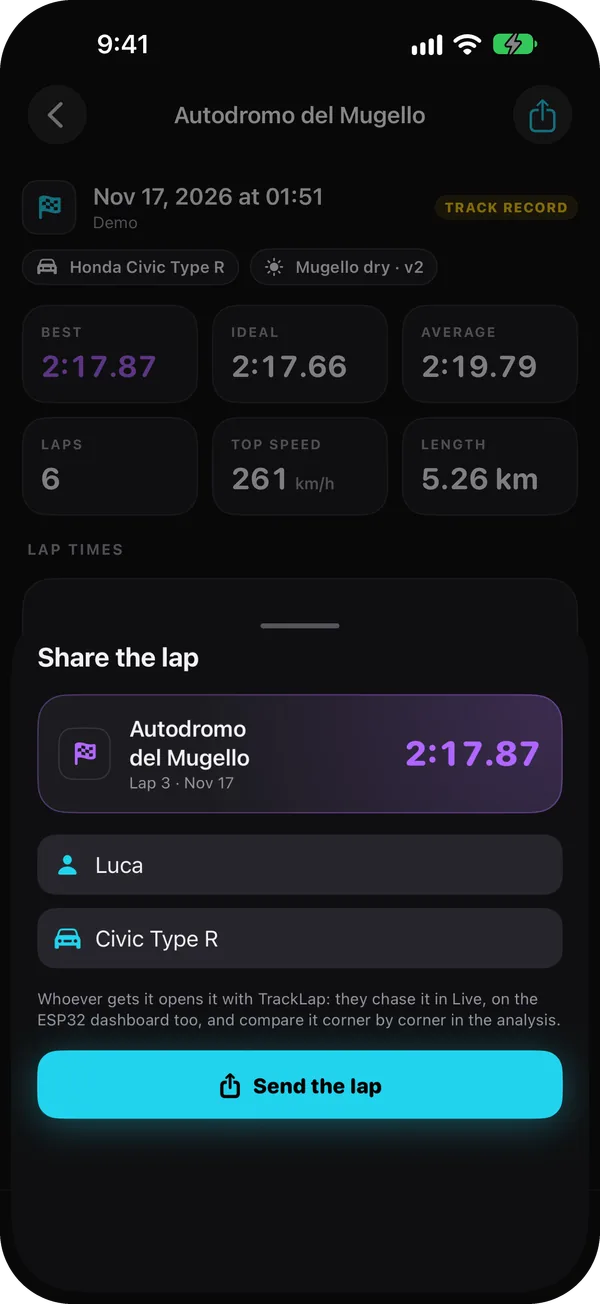 9:41
Autodromo del Mugello
Nov 17, 2026 at 01:51
Demo
TRACK RECORD
Honda Civic Type R
Mugello dry · v2
BEST
2:17.87
IDEAL
2:17.66
AVERAGE
2:19.79
LAPS
6
TOP SPEED
261 km/h
LENGTH
5.26 km
LAP TIMES
Share the lap
Autodromo
del Mugello
Lap 3 · Nov 17
2:17.87
Luca
Civic Type R
Whoever gets it opens it with TrackLap: they chase it in Live, on the
ESP32 dashboard too, and compare it corner by corner in the analysis.
Send the lap